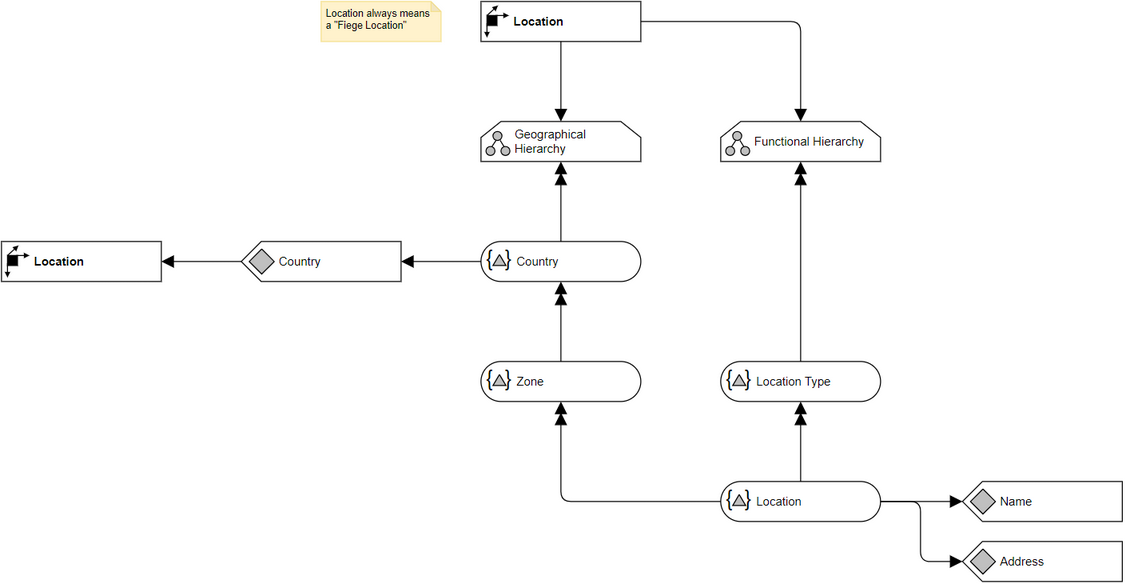 Location always means
a "Fiege Location"
Location
Geographical
Hierarchy
Functional Hierarchy
Location
Country
Country
Zone
Location Type
Location
Name
Address